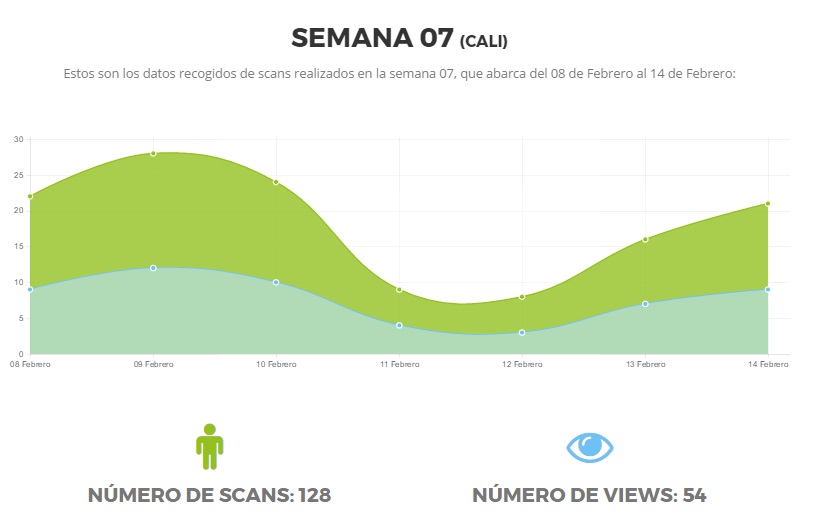 SEMANA 07 (CALI)
Estos son los datos recogidos de scans realizados en la semana 07, que abarca del 08 de Febrero al 14 de Febrero:
30
25
20
15
10
5
0
08 Febrero 09 Febrero 10 Febrero 11 Febrero 12 Febrero 13 Febrero 14 Febrero
NÚMERO DE SCANS: 128 NÚMERO DE VIEWS: 54